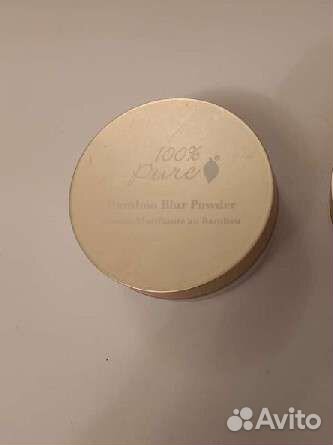 100%
Pure
Bamboo Blur Powder
Matifiante au Bambou
Avito